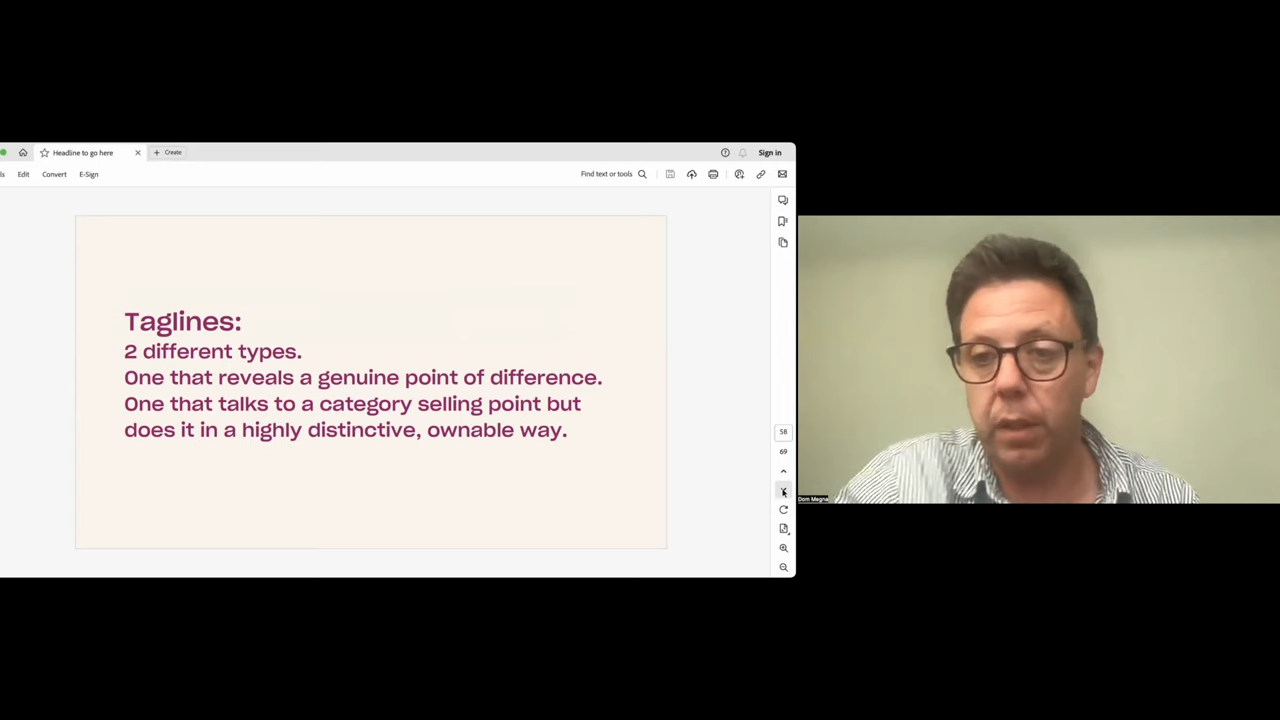 Headline to go here
Create
Sign in
Edit
Convert
E-Sign
Find text or tools
Taglines:
2 different types.
One that reveals a genuine point of difference.
One that talks to a category selling point but
does it in a highly distinctive, ownable way.
58
69
Dom Megna